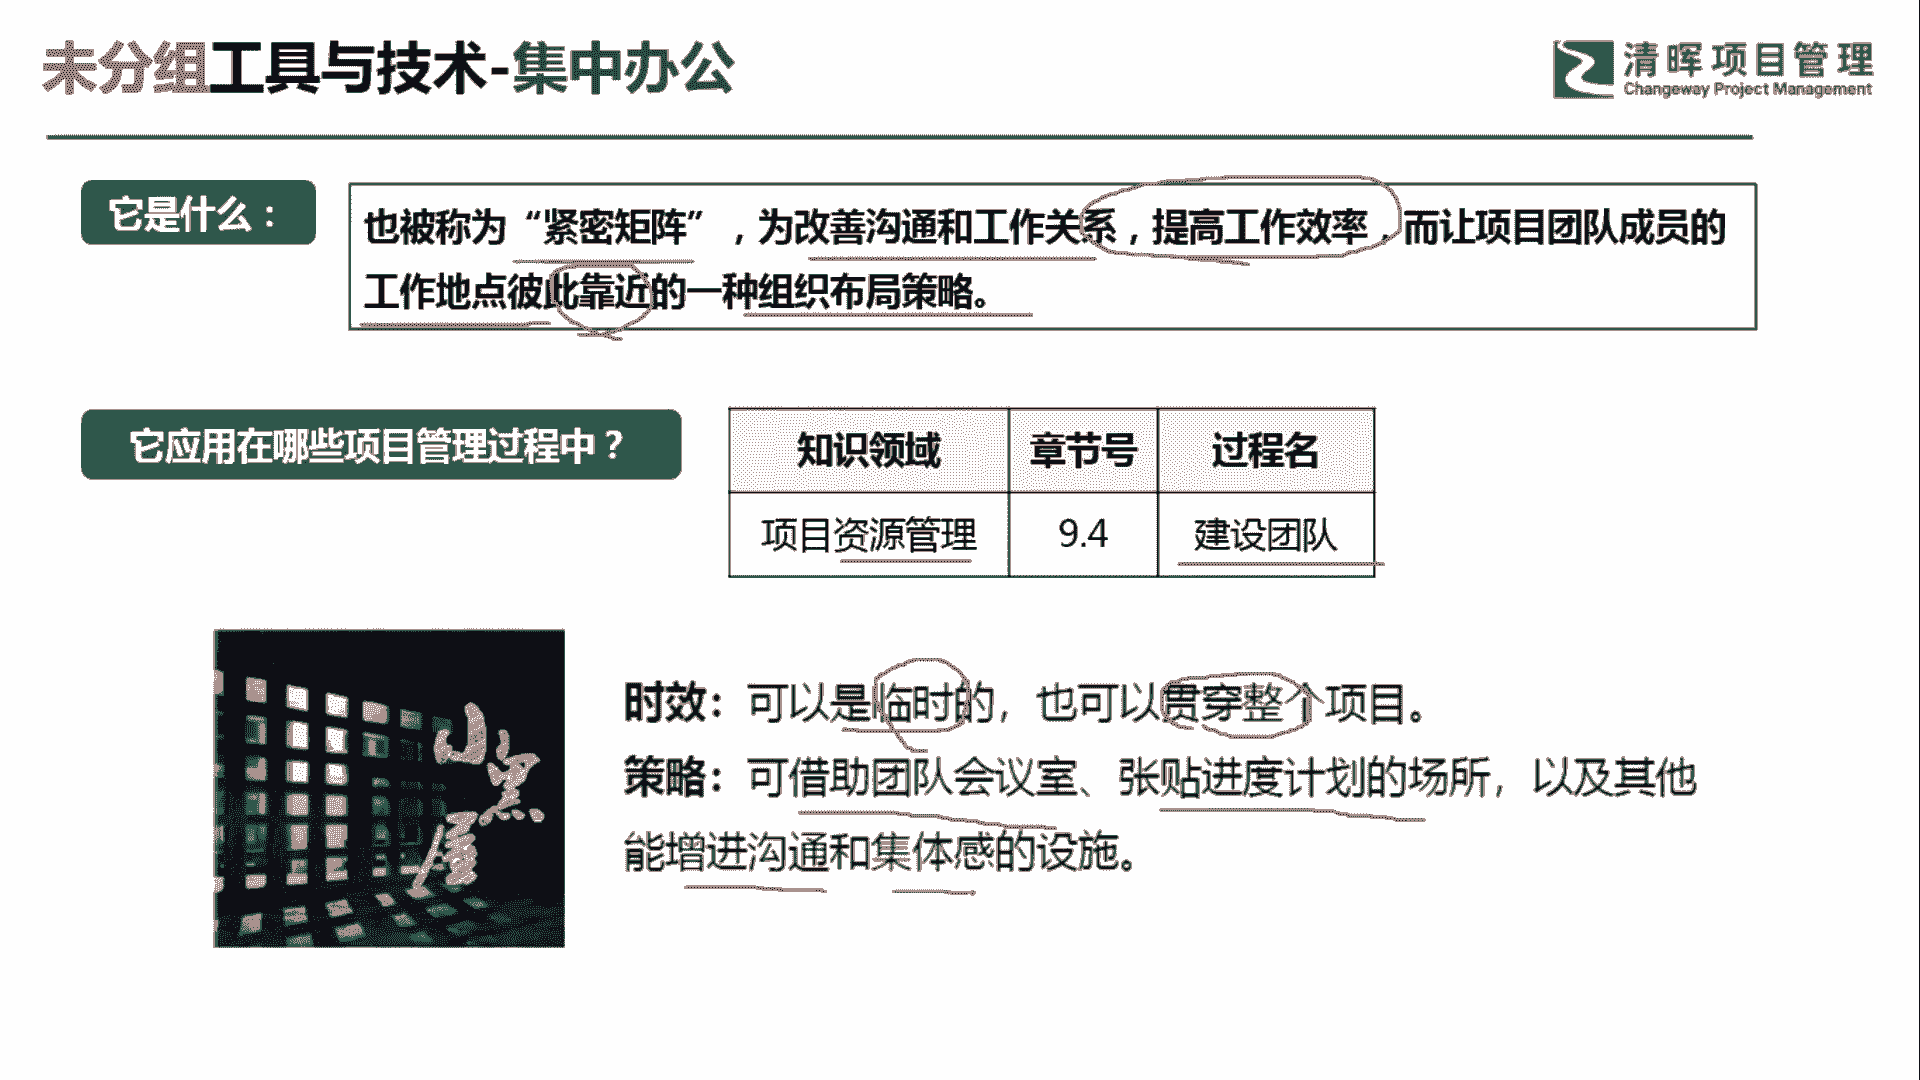 未分组工具与技术-集中办公
清晖项目管理
Changeway Project Management
它是什么：
也被称为“紧密矩阵”，为改善沟通和工作关系，提高工作效率，而让项目团队成员的
工作地点彼此靠近的一种组织布局策略。
它应用在哪些项目管理过程中？
知识领域 章节号 过程名
项目资源管理 9.4 建设团队
小黑屋
时效：可以是临时的，也可以贯穿整个项目。
策略：可借助团队会议室、张贴进度计划的场所，以及其他
能增进沟通和集体感的设施。